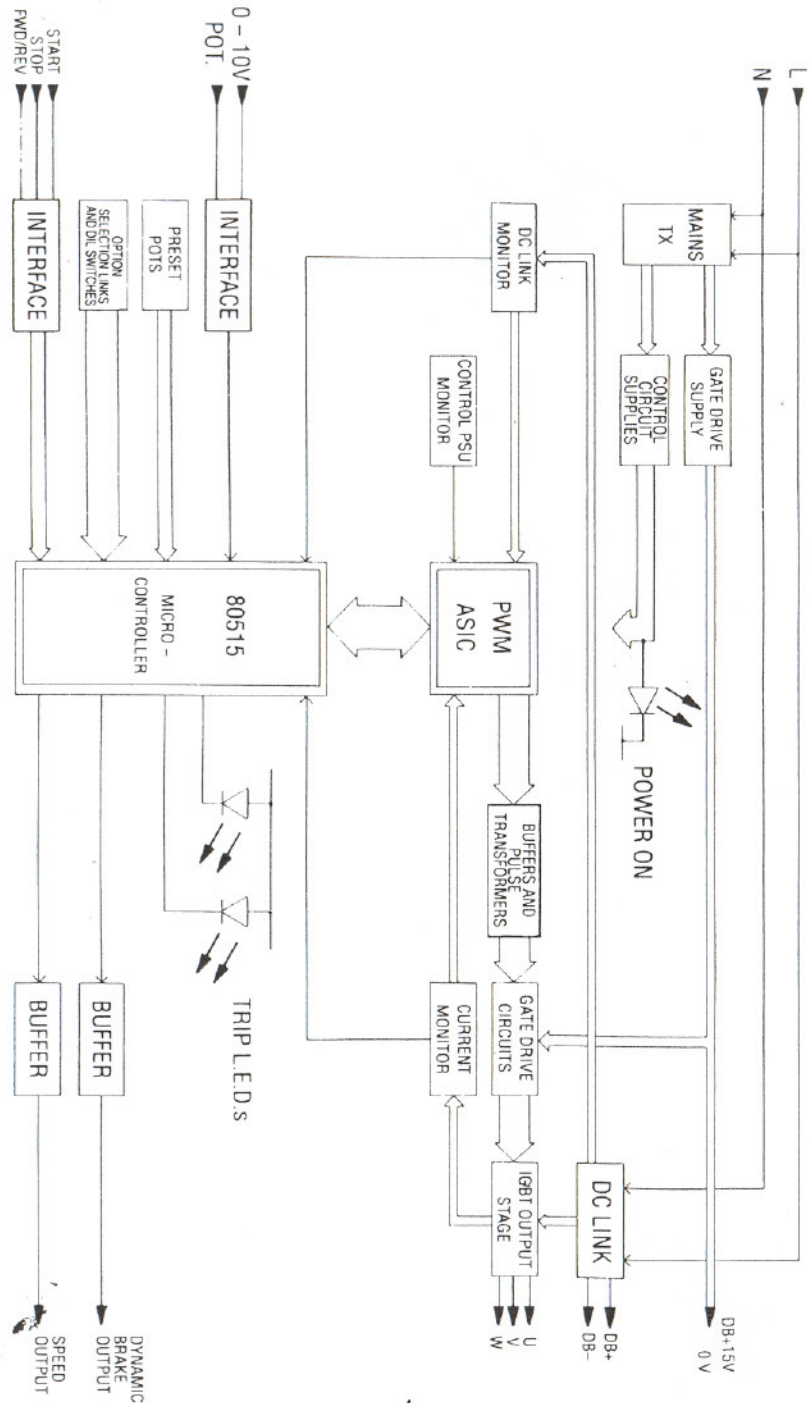 L
N
MAINS
TX
GATE DRIVE
SUPPLY
CONTROL
CIRCUIT
SUPPLIES
POWER ON
DB+15V
0 V
DC LINK
DB+
DB–
DC LINK
MONITOR
CONTROL PSU
MONITOR
PWM
ASIC
BUFFERS AND
PULSE
TRANSFORMERS
GATE DRIVE
CIRCUITS
IGBT OUTPUT
STAGE
U
V
W
CURRENT
MONITOR
0 – 10V
POT.
INTERFACE
PRESET
POTS
OPTION
SELECTION LINKS
AND DIL SWITCHES
START
STOP
FWD/REV
INTERFACE
80515
MICRO –
CONTROLLER
TRIP L.E.D.s
BUFFER
DYNAMIC
BRAKE
OUTPUT
BUFFER
SPEED
OUTPUT